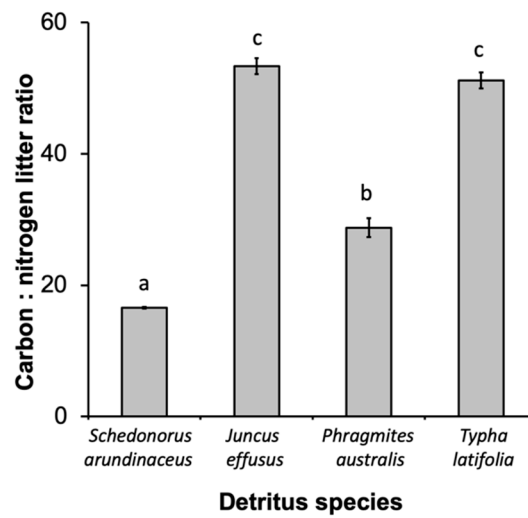 Carbon : nitrogen litter ratio
60
40
20
0
a
c
b
c
Schedonorus
arundinaceus
Juncus
effusus
Phragmites
australis
Typha
latifolia
Detritus species